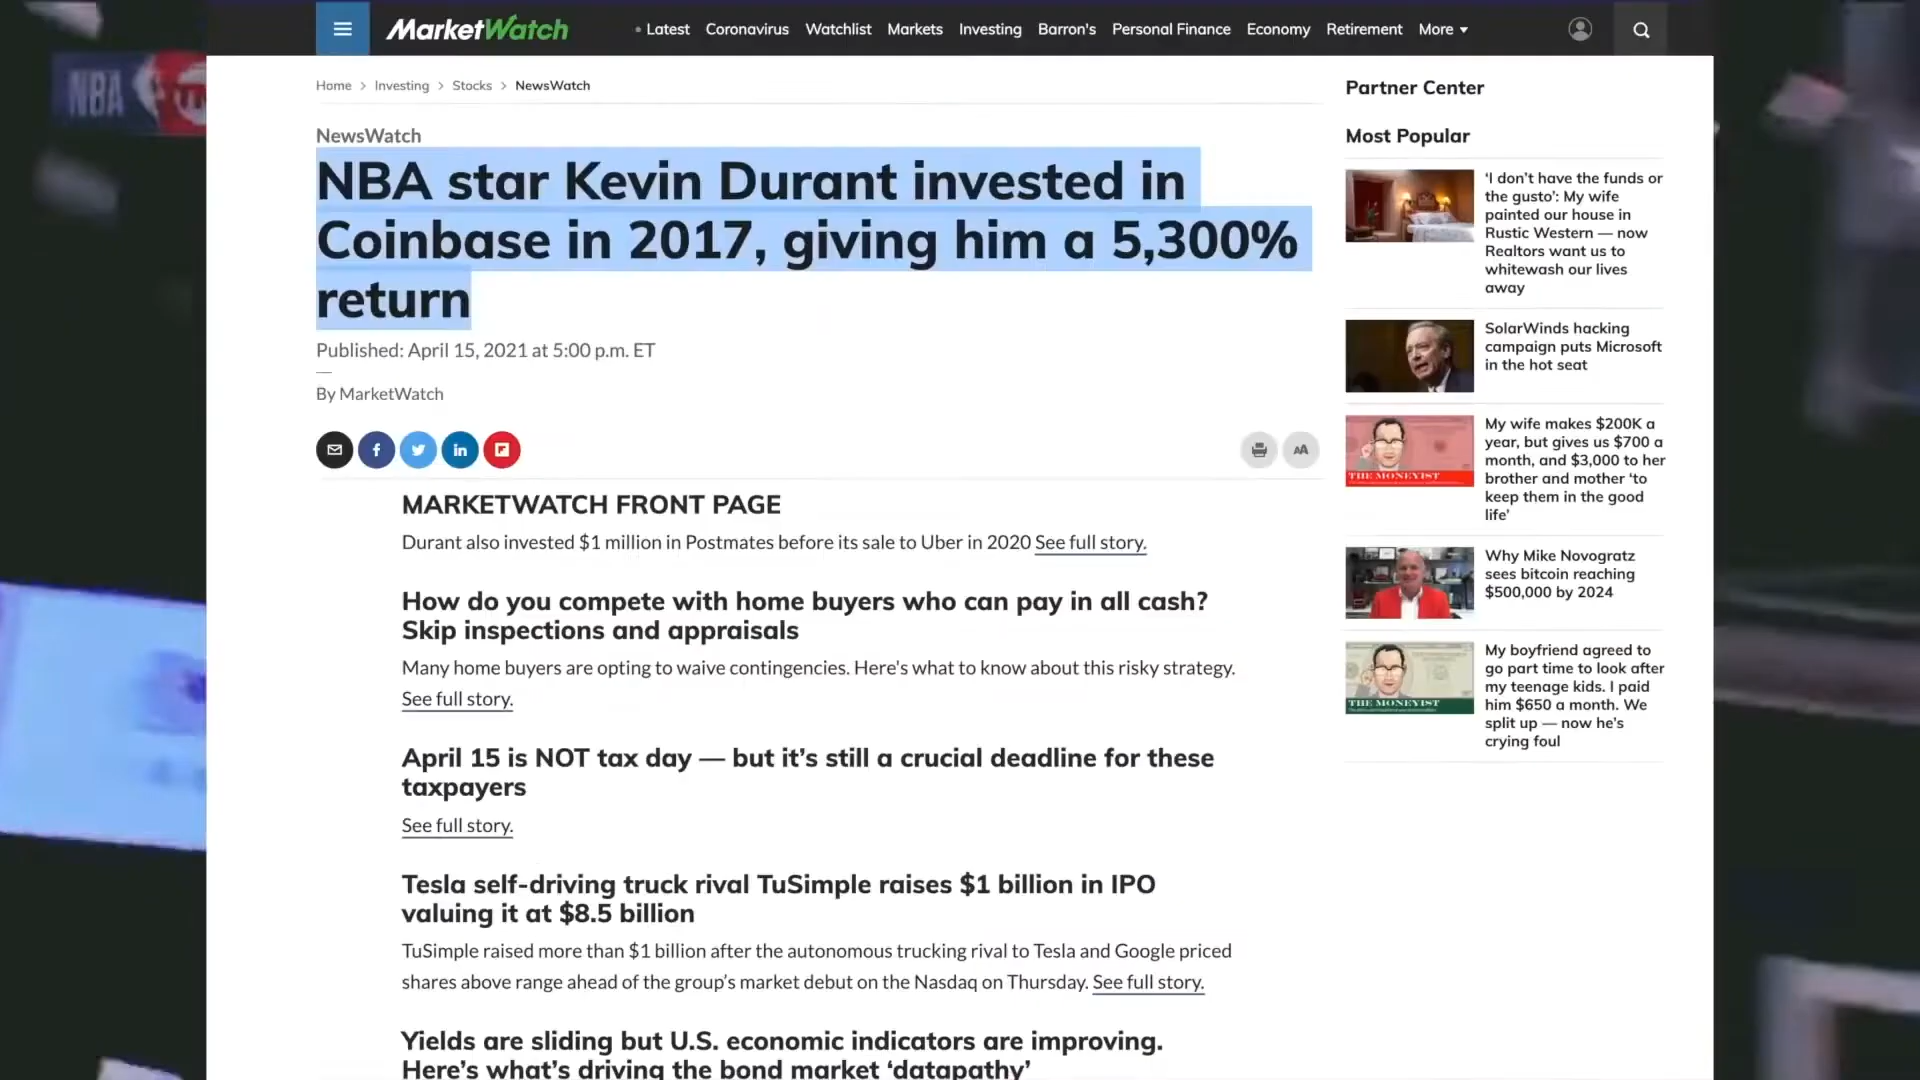 MarketWatch
Latest Coronavirus Watchlist Markets Investing Barron's Personal Finance Economy Retirement More
NBA
Home > Investing > Stocks > NewsWatch
NewsWatch
NBA star Kevin Durant invested in
Coinbase in 2017, giving him a 5,300%
return
Published: April 15, 2021 at 5:00 p.m. ET
By MarketWatch
f
in
AA
MARKETWATCH FRONT PAGE
Durant also invested $1 million in Postmates before its sale to Uber in 2020 See full story.
How do you compete with home buyers who can pay in all cash?
Skip inspections and appraisals
Many home buyers are opting to waive contingencies. Here's what to know about this risky strategy.
See full story.
April 15 is NOT tax day — but it’s still a crucial deadline for these
taxpayers
See full story.
Tesla self-driving truck rival TuSimple raises $1 billion in IPO
valuing it at $8.5 billion
TuSimple raised more than $1 billion after the autonomous trucking rival to Tesla and Google priced
shares above range ahead of the group’s market debut on the Nasdaq on Thursday. See full story.
Yields are sliding but U.S. economic indicators are improving.
Here’s what’s driving the bond market ‘datapathy’
Partner Center
Most Popular
‘I don’t have the funds or
the gusto’: My wife
painted our house in
Rustic Western — now
Realtors want us to
whitewash our lives
away
SolarWinds hacking
campaign puts Microsoft
in the hot seat
THE MONEYIST
My wife makes $200K a
year, but gives us $700 a
month, and $3,000 to her
brother and mother ‘to
keep them in the good
life’
Why Mike Novogratz
sees bitcoin reaching
$500,000 by 2024
THE MONEYIST
My boyfriend agreed to
go part time to look after
my teenage kids. I paid
him $650 a month. We
split up — now he’s
crying foul